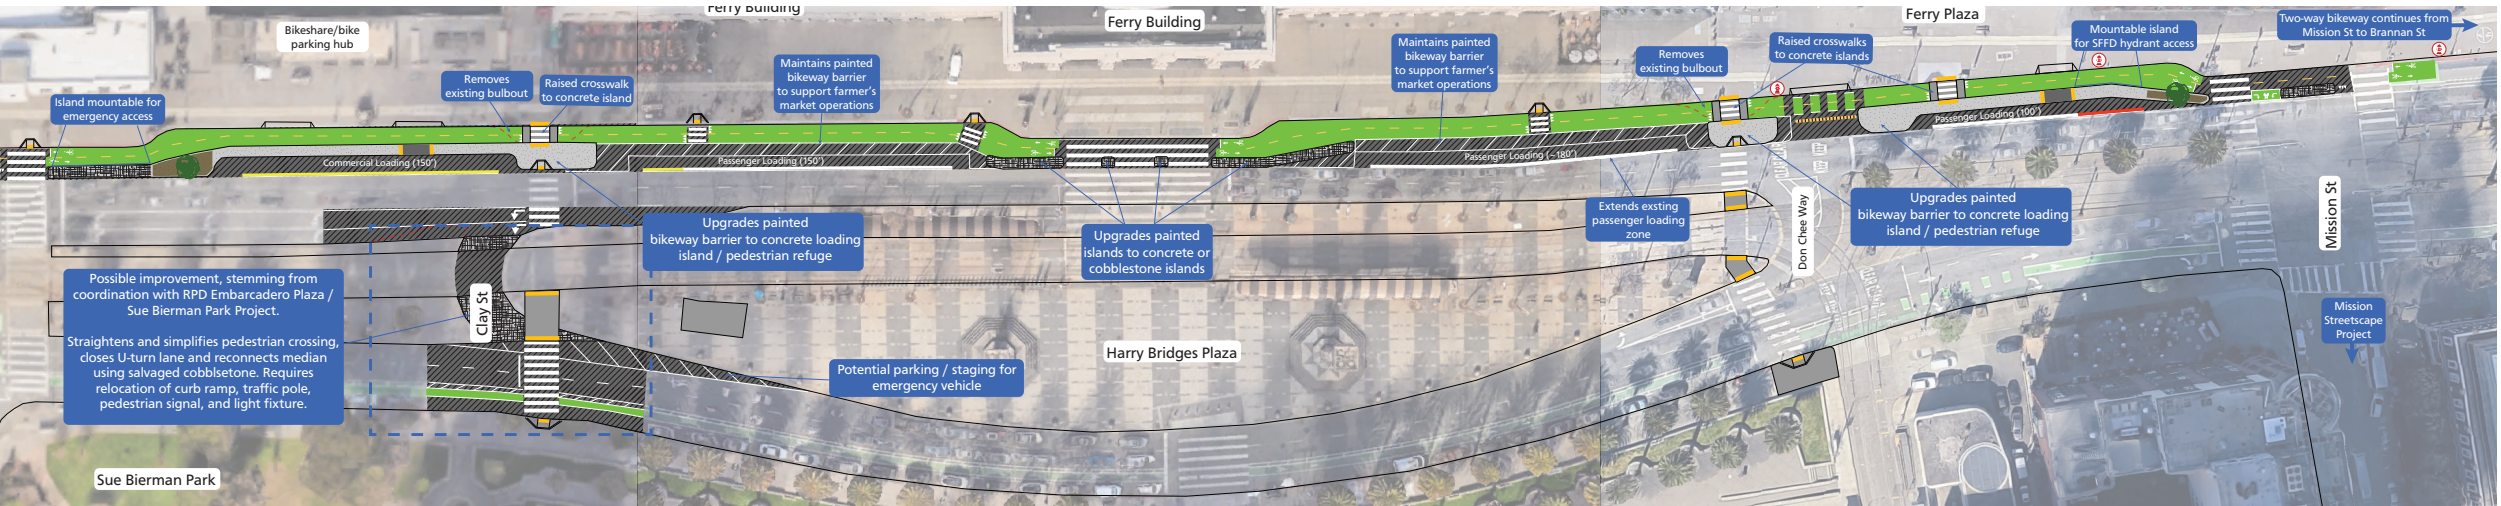 Ferry Building
Ferry Building
Ferry Plaza
Two-way bikeway continues from
Mission St to Brannan St
Bikeshare/bike
parking hub
Removes
existing bulbout
Raised crosswalk
to concrete island
Maintains painted
bikeway barrier
to support farmer's
market operations
Maintains painted
bikeway barrier
to support farmer's
market operations
Removes
existing bulbout
Raised crosswalks
to concrete islands
Mountable island
for SFFD hydrant access
Island mountable for
emergency access
Commercial Loading (150')
Passenger Loading (150')
Passenger Loading (~180')
Passenger Loading (100')
Upgrades painted
bikeway barrier to concrete loading
island / pedestrian refuge
Upgrades painted
islands to concrete or
cobblestone islands
Extends exsting
passenger loading
zone
Don Chee Way
Upgrades painted
bikeway barrier to concrete loading
island / pedestrian refuge
Mission St
Possible improvement, stemming from
coordination with RPD Embarcadero Plaza /
Sue Bierman Park Project.
Straightens and simplifies pedestrian crossing,
closes U-turn lane and reconnects median
using salvaged cobblsetone. Requires
relocation of curb ramp, traffic pole,
pedestrian signal, and light fixture.
Clay St
Harry Bridges Plaza
Potential parking / staging for
emergency vehicle
Mission
Streetscape
Project
Sue Bierman Park